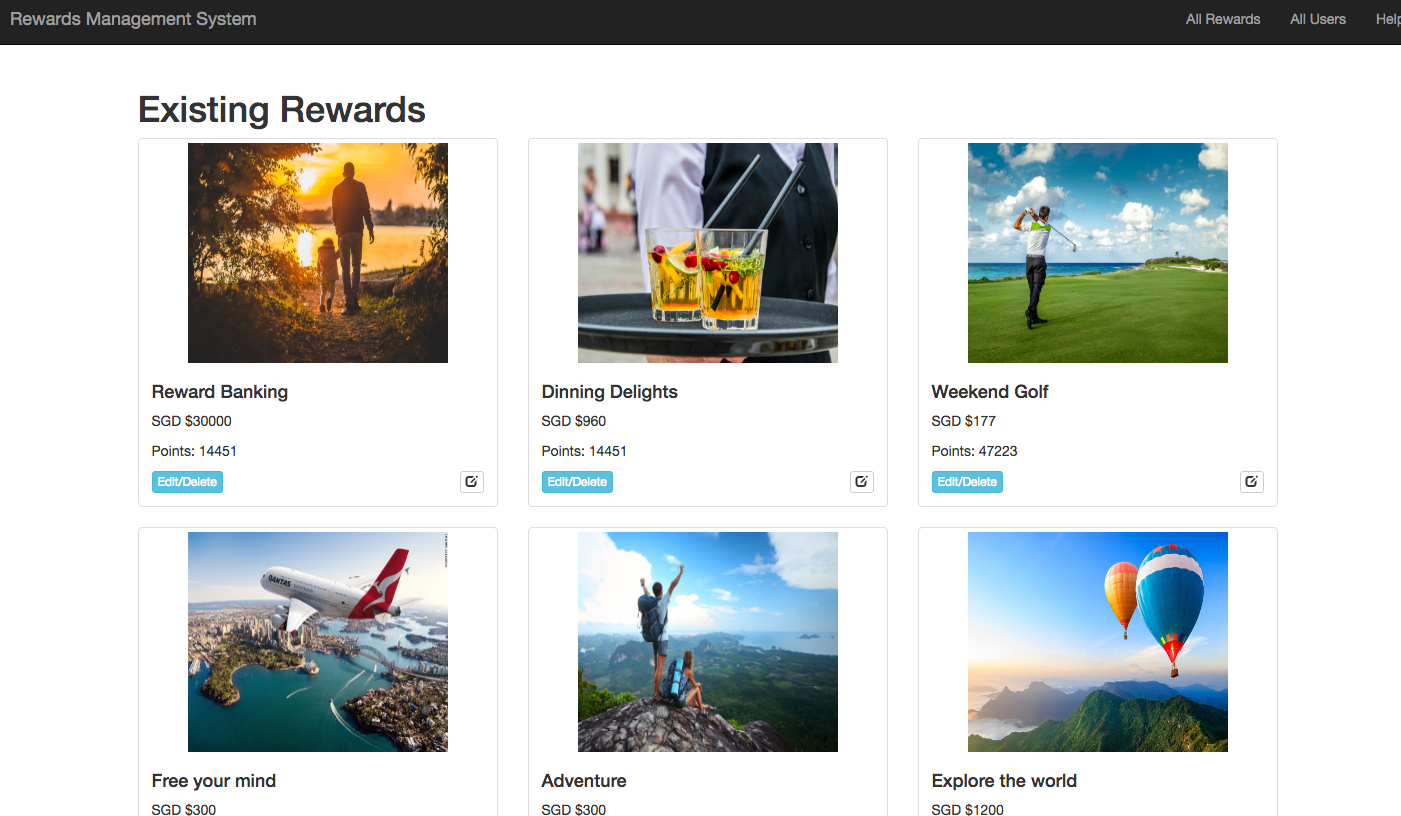 Rewards Management System
All Rewards All Users Help
Existing Rewards
Reward Banking
SGD $30000
Points: 14451
Edit/Delete
Dinning Delights
SGD $960
Points: 14451
Edit/Delete
Weekend Golf
SGD $177
Points: 47223
Edit/Delete
QANTAS
Free your mind
SGD $300
Adventure
SGD $300
Explore the world
SGD $1200